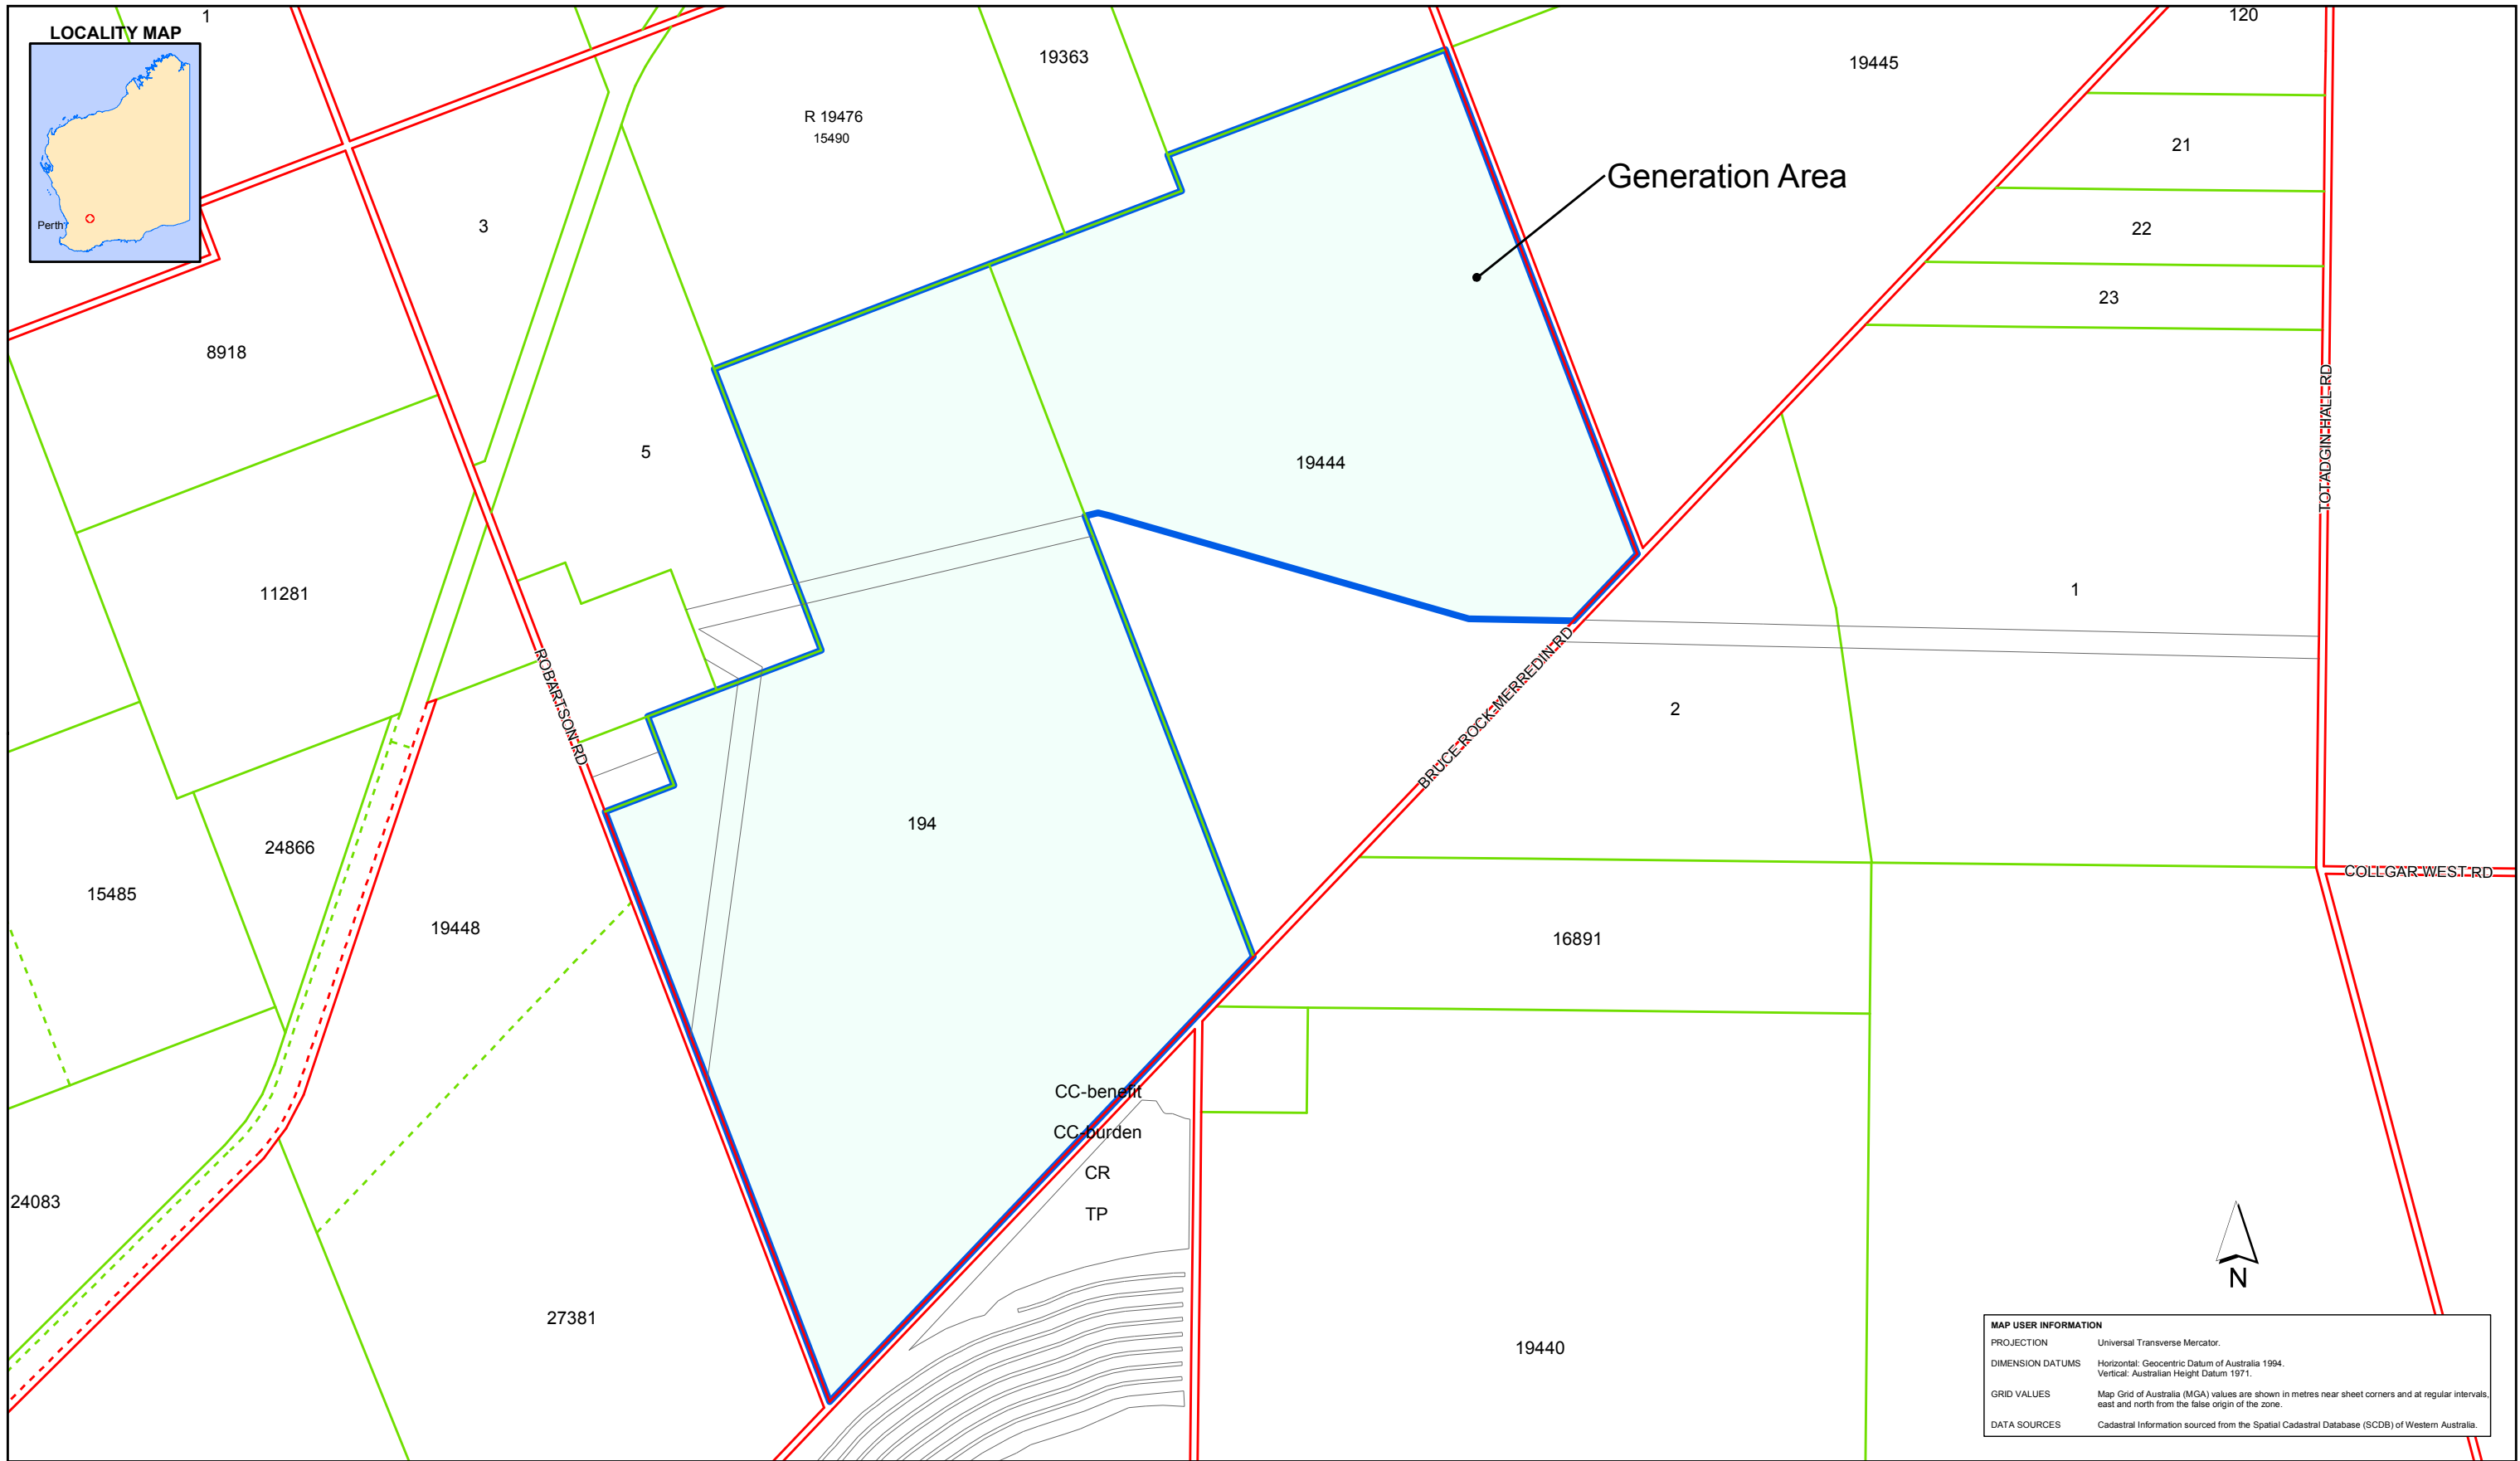 1
120
LOCALITY MAP
Perth
19363
19445
R 19476
15490
21
Generation Area
3
22
23
8918
TOTADGIN HALL RD
5
19444
11281
1
ROBARTSON RD
BRUCE ROCK-MERREDIN RD
2
194
24866
COLLGAR WEST RD
15485
19448
16891
CC-benefit
CC-burden
CR
TP
24083
N
27381
19440
MAP USER INFORMATION
PROJECTION Universal Transverse Mercator.
DIMENSION DATUMS Horizontal: Geocentric Datum of Australia 1994.
Vertical: Australian Height Datum 1971.
GRID VALUES Map Grid of Australia (MGA) values are shown in metres near sheet corners and at regular intervals,
east and north from the false origin of the zone.
DATA SOURCES Cadastral Information sourced from the Spatial Cadastral Database (SCDB) of Western Australia.